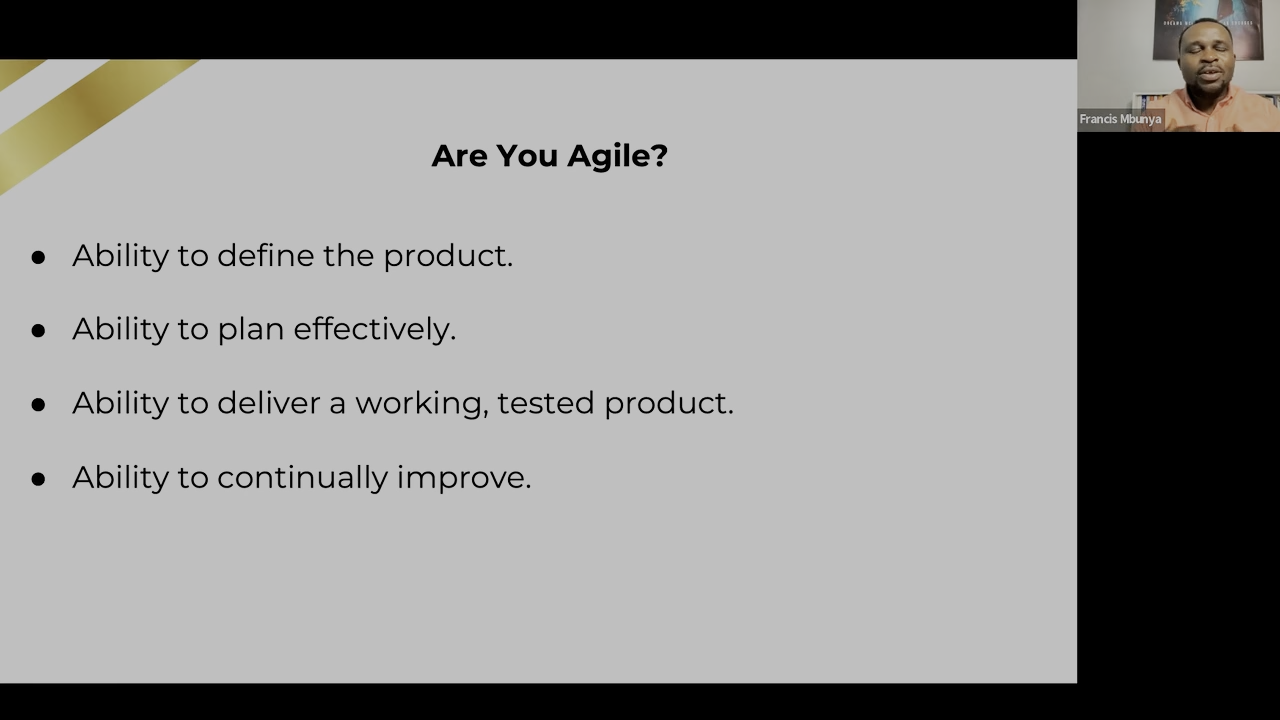 Are You Agile?
● Ability to define the product.
● Ability to plan effectively.
● Ability to deliver a working, tested product.
● Ability to continually improve.
Francis Mbunya